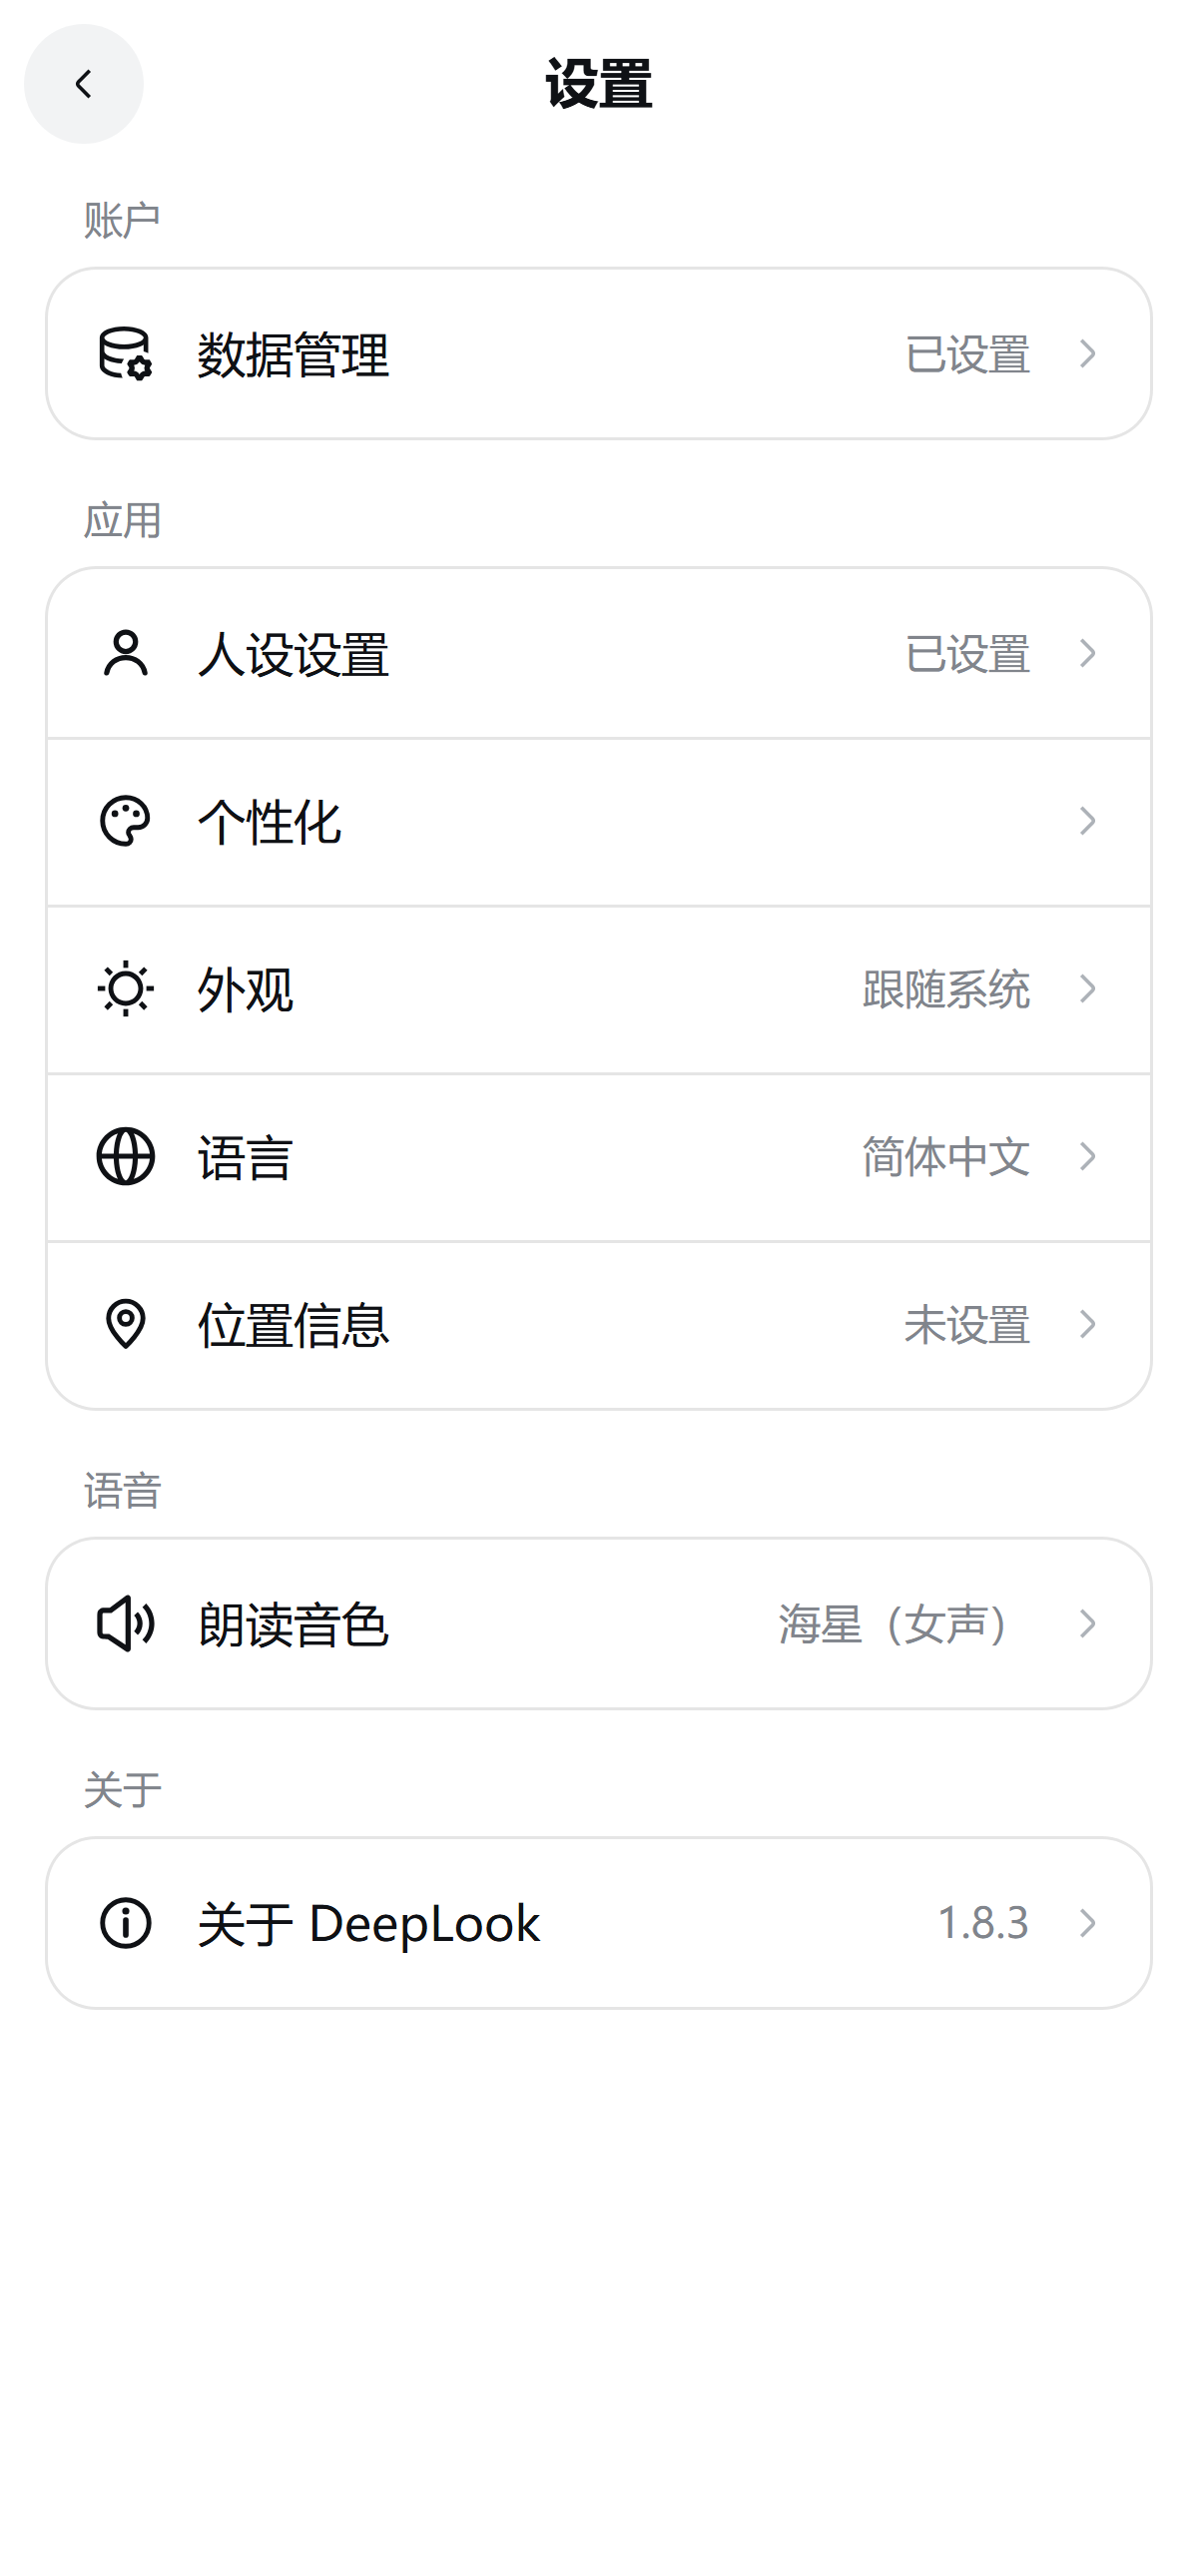 设置
账户
数据管理 已设置
应用
人设设置 已设置
个性化
外观 跟随系统
语言 简体中文
位置信息 未设置
语音
朗读音色 海星（女声）
关于
关于 DeepLook 1.8.3